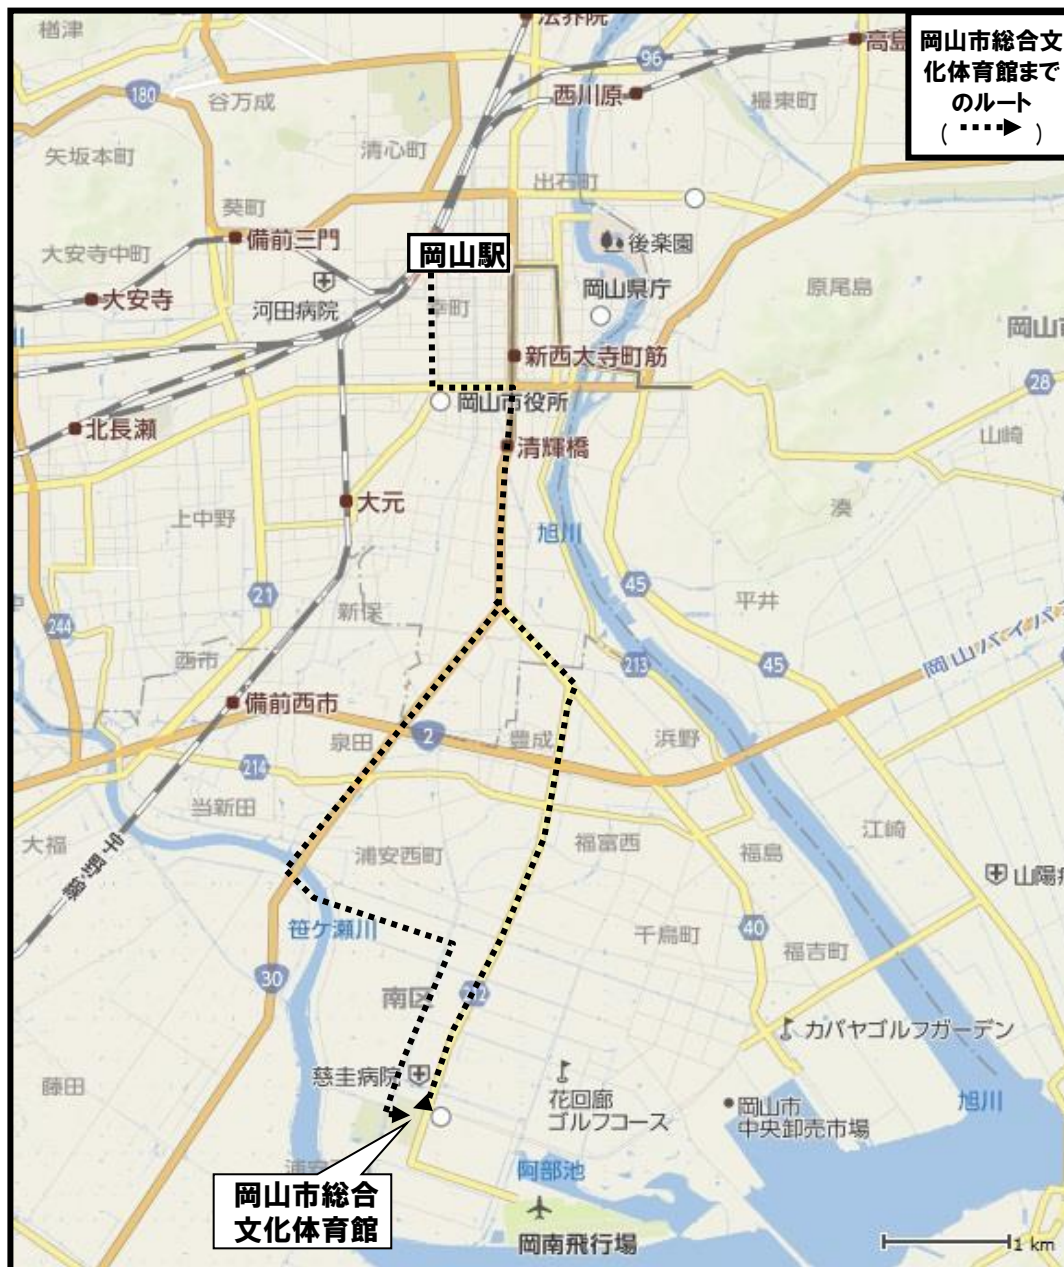 楢津
法界院
高島
岡山市総合文
化体育館まで
のルート
( ····▶ )
96
180
谷万成
西川原
撮東町
矢坂本町
清心町
出石町
葵町
備前三門
岡山駅
後楽園
大安寺中町
大安寺
河田病院
幸町
岡山県庁
原尾島
岡山市
新西大寺町筋
28
岡山市役所
北長瀬
清輝橋
山崎
大元
上中野
旭川
湊
21
新保
45
平井
244
西市
213
45
岡山バイパ
備前西市
2
泉田
豊成
浜野
214
当新田
大福
宇野線
浦安西町
福富西
福島
江崎
山陽
笹ケ瀬川
千鳥町
40
福吉町
30
南区
カバヤゴルフガーデン
藤田
慈圭病院
花回廊
ゴルフコース
岡山市
中央卸売市場
旭川
阿部池
岡山市総合
文化体育館
岡南飛行場
1 km